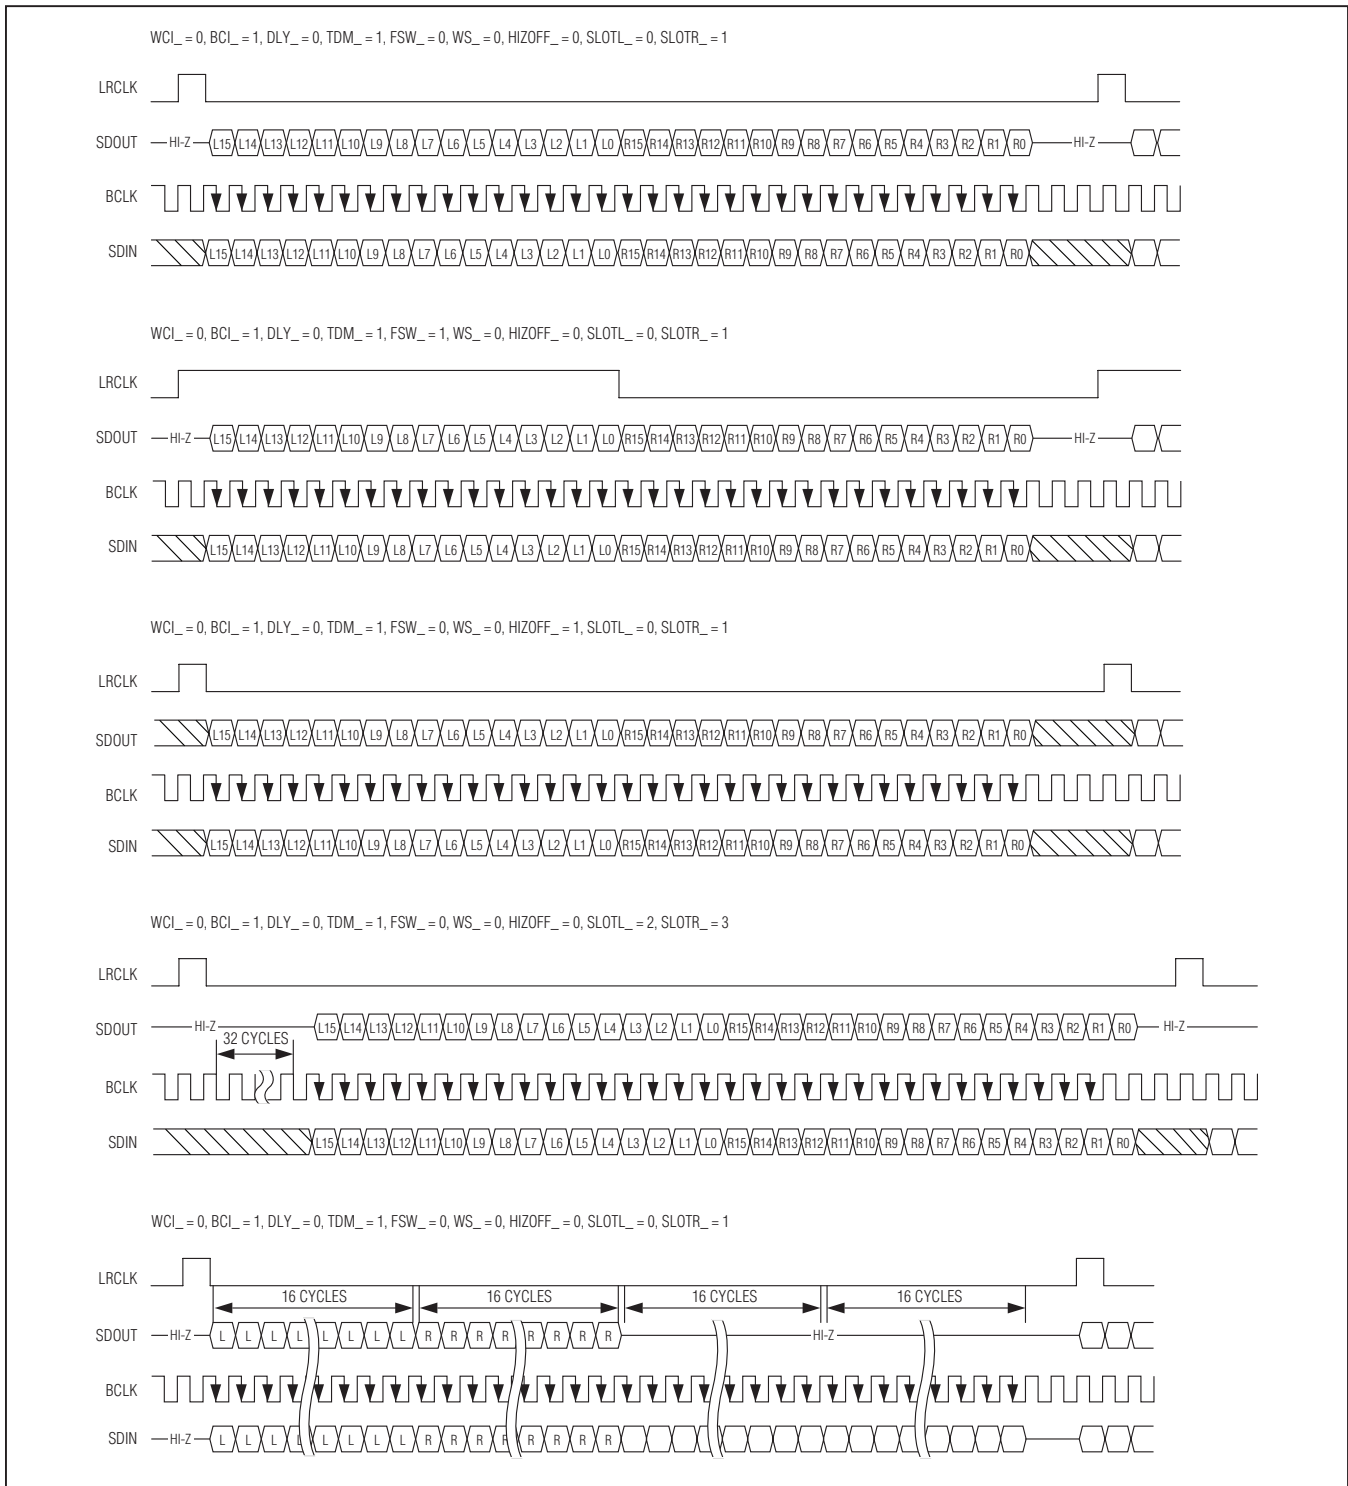 WCI_ = 0, BCI_ = 1, DLY_ = 0, TDM_ = 1, FSW_ = 0, WS_ = 0, HIZOFF_ = 0, SLOTL_ = 0, SLOTR_ = 1
LRCLK
SDOUT HI-Z L15 L14 L13 L12 L11 L10 L9 L8 L7 L6 L5 L4 L3 L2 L1 L0 R15 R14 R13 R12 R11 R10 R9 R8 R7 R6 R5 R4 R3 R2 R1 R0 HI-Z
BCLK
SDIN L15 L14 L13 L12 L11 L10 L9 L8 L7 L6 L5 L4 L3 L2 L1 L0 R15 R14 R13 R12 R11 R10 R9 R8 R7 R6 R5 R4 R3 R2 R1 R0
WCI_ = 0, BCI_ = 1, DLY_ = 0, TDM_ = 1, FSW_ = 1, WS_ = 0, HIZOFF_ = 0, SLOTL_ = 0, SLOTR_ = 1
LRCLK
SDOUT HI-Z L15 L14 L13 L12 L11 L10 L9 L8 L7 L6 L5 L4 L3 L2 L1 L0 R15 R14 R13 R12 R11 R10 R9 R8 R7 R6 R5 R4 R3 R2 R1 R0 HI-Z
BCLK
SDIN L15 L14 L13 L12 L11 L10 L9 L8 L7 L6 L5 L4 L3 L2 L1 L0 R15 R14 R13 R12 R11 R10 R9 R8 R7 R6 R5 R4 R3 R2 R1 R0
WCI_ = 0, BCI_ = 1, DLY_ = 0, TDM_ = 1, FSW_ = 0, WS_ = 0, HIZOFF_ = 1, SLOTL_ = 0, SLOTR_ = 1
LRCLK
SDOUT L15 L14 L13 L12 L11 L10 L9 L8 L7 L6 L5 L4 L3 L2 L1 L0 R15 R14 R13 R12 R11 R10 R9 R8 R7 R6 R5 R4 R3 R2 R1 R0
BCLK
SDIN L15 L14 L13 L12 L11 L10 L9 L8 L7 L6 L5 L4 L3 L2 L1 L0 R15 R14 R13 R12 R11 R10 R9 R8 R7 R6 R5 R4 R3 R2 R1 R0
WCI_ = 0, BCI_ = 1, DLY_ = 0, TDM_ = 1, FSW_ = 0, WS_ = 0, HIZOFF_ = 0, SLOTL_ = 2, SLOTR_ = 3
LRCLK
SDOUT HI-Z L15 L14 L13 L12 L11 L10 L9 L8 L7 L6 L5 L4 L3 L2 L1 L0 R15 R14 R13 R12 R11 R10 R9 R8 R7 R6 R5 R4 R3 R2 R1 R0 HI-Z
32 CYCLES
BCLK
SDIN L15 L14 L13 L12 L11 L10 L9 L8 L7 L6 L5 L4 L3 L2 L1 L0 R15 R14 R13 R12 R11 R10 R9 R8 R7 R6 R5 R4 R3 R2 R1 R0
WCI_ = 0, BCI_ = 1, DLY_ = 0, TDM_ = 1, FSW_ = 0, WS_ = 0, HIZOFF_ = 0, SLOTL_ = 0, SLOTR_ = 1
LRCLK
16 CYCLES 16 CYCLES 16 CYCLES 16 CYCLES
SDOUT HI-Z L L L L L L L L R R R R R R R R HI-Z
BCLK
SDIN HI-Z L L L L L L L L R R R R R R R R